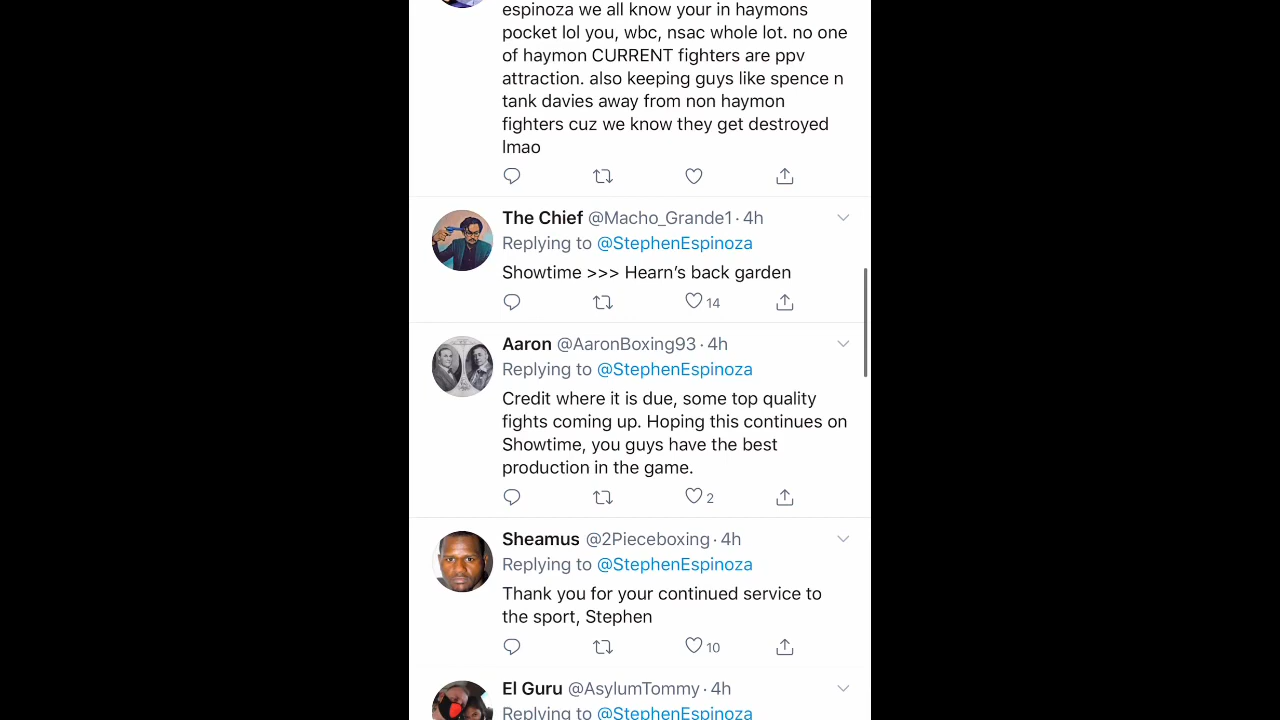 espinoza we all know your in haymons
pocket lol you, wbc, nsac whole lot. no one
of haymon CURRENT fighters are ppv
attraction. also keeping guys like spence n
tank davies away from non haymon
fighters cuz we know they get destroyed
lmao
The Chief @Macho_Grande1 · 4h
Replying to @StephenEspinoza
Showtime >>> Hearn’s back garden
14
Aaron @AaronBoxing93 · 4h
Replying to @StephenEspinoza
Credit where it is due, some top quality
fights coming up. Hoping this continues on
Showtime, you guys have the best
production in the game.
2
Sheamus @2Pieceboxing · 4h
Replying to @StephenEspinoza
Thank you for your continued service to
the sport, Stephen
10
El Guru @AsylumTommy · 4h
Replying to @StephenEspinoza